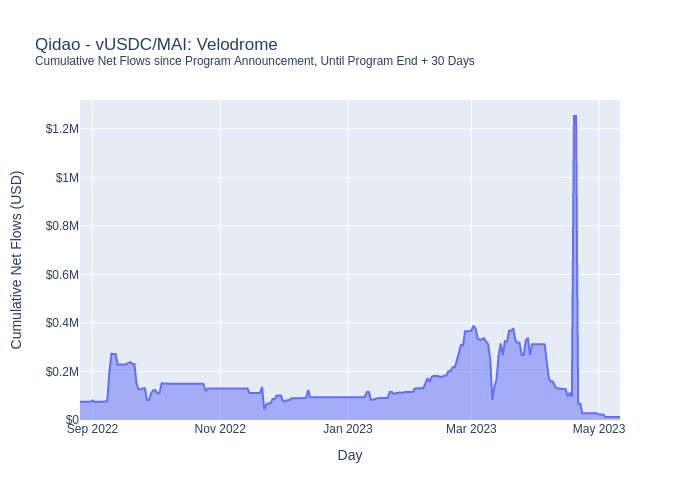 Qidao - vUSDC/MAI: Velodrome
Cumulative Net Flows since Program Announcement, Until Program End + 30 Days
Cumulative Net Flows (USD)
$1.2M
$1M
$0.8M
$0.6M
$0.4M
$0.2M
$0
Sep 2022 Nov 2022 Jan 2023 Mar 2023 May 2023
Day